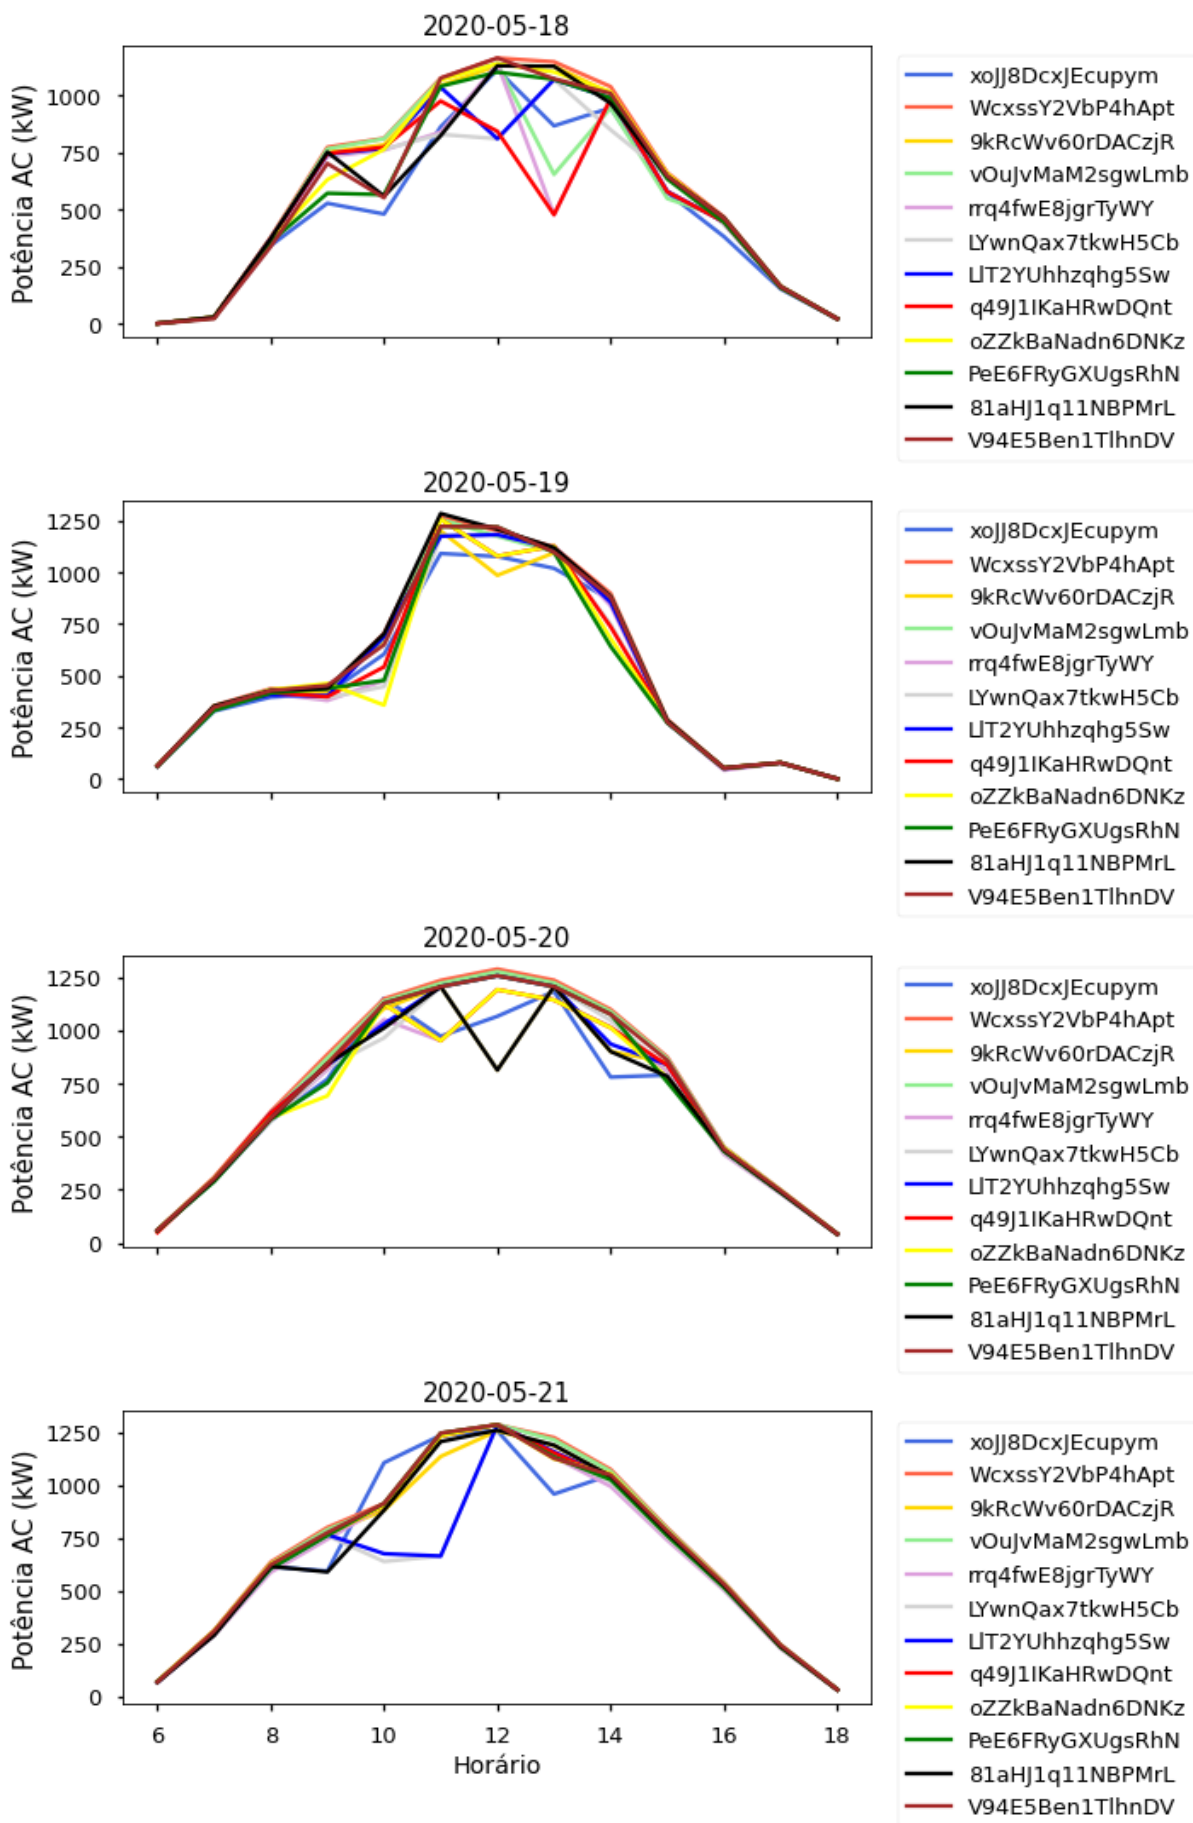 2020-05-18
Potência AC (kW)
1000
750
500
250
0
xoJJ8DcxJEcupym
WcxssY2VbP4hApt
9kRcWv60rDACzjR
vOuJvMaM2sgwLmb
rrq4fwE8jgrTyWY
LYwnQax7tkwH5Cb
LlT2YUhhzqhg5Sw
q49J1IKaHRwDQnt
oZZkBaNadn6DNKz
PeE6FRyGXUgsRhN
81aHJ1q11NBPMrL
V94E5Ben1TlhnDV
2020-05-19
Potência AC (kW)
1250
1000
750
500
250
0
xoJJ8DcxJEcupym
WcxssY2VbP4hApt
9kRcWv60rDACzjR
vOuJvMaM2sgwLmb
rrq4fwE8jgrTyWY
LYwnQax7tkwH5Cb
LlT2YUhhzqhg5Sw
q49J1IKaHRwDQnt
oZZkBaNadn6DNKz
PeE6FRyGXUgsRhN
81aHJ1q11NBPMrL
V94E5Ben1TlhnDV
2020-05-20
Potência AC (kW)
1250
1000
750
500
250
0
xoJJ8DcxJEcupym
WcxssY2VbP4hApt
9kRcWv60rDACzjR
vOuJvMaM2sgwLmb
rrq4fwE8jgrTyWY
LYwnQax7tkwH5Cb
LlT2YUhhzqhg5Sw
q49J1IKaHRwDQnt
oZZkBaNadn6DNKz
PeE6FRyGXUgsRhN
81aHJ1q11NBPMrL
V94E5Ben1TlhnDV
2020-05-21
Potência AC (kW)
1250
1000
750
500
250
0
6 8 10 12 14 16 18
Horário
xoJJ8DcxJEcupym
WcxssY2VbP4hApt
9kRcWv60rDACzjR
vOuJvMaM2sgwLmb
rrq4fwE8jgrTyWY
LYwnQax7tkwH5Cb
LlT2YUhhzqhg5Sw
q49J1IKaHRwDQnt
oZZkBaNadn6DNKz
PeE6FRyGXUgsRhN
81aHJ1q11NBPMrL
V94E5Ben1TlhnDV